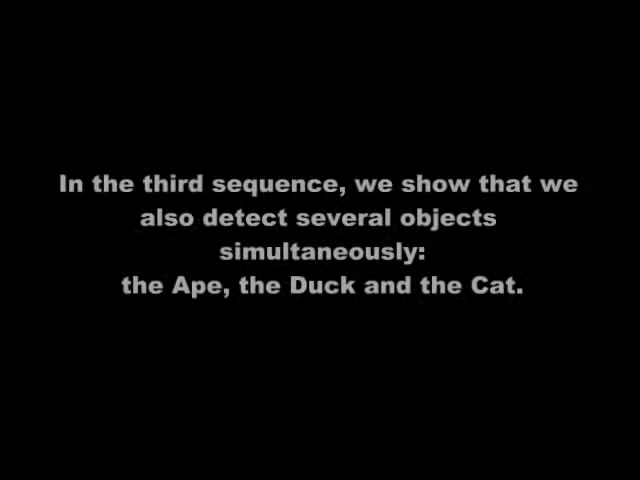 In the third sequence, we show that we
also detect several objects
simultaneously:
the Ape, the Duck and the Cat.